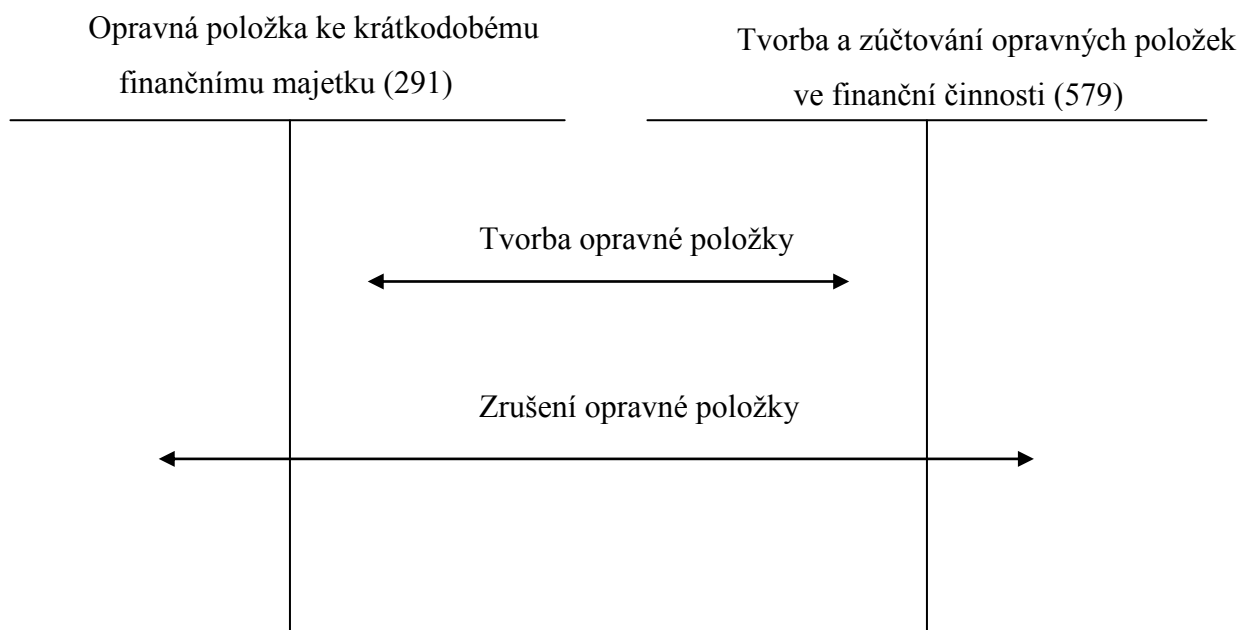 Opravná položka ke krátkodobému
finančnímu majetku (291)
Tvorba a zúčtování opravných položek
ve finanční činnosti (579)
Tvorba opravné položky
Zrušení opravné položky